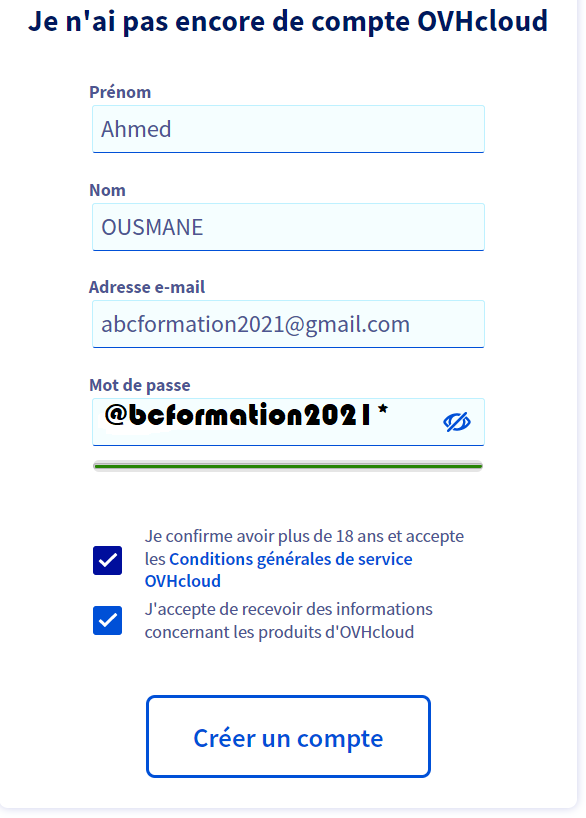 Je n'ai pas encore de compte OVHcloud
Prénom
Ahmed
Nom
OUSMANE
Adresse e-mail
abcformation2021@gmail.com
Mot de passe
@bcformation2021*
Je confirme avoir plus de 18 ans et accepte
les Conditions générales de service
OVHcloud
J'accepte de recevoir des informations
concernant les produits d'OVHcloud
Créer un compte